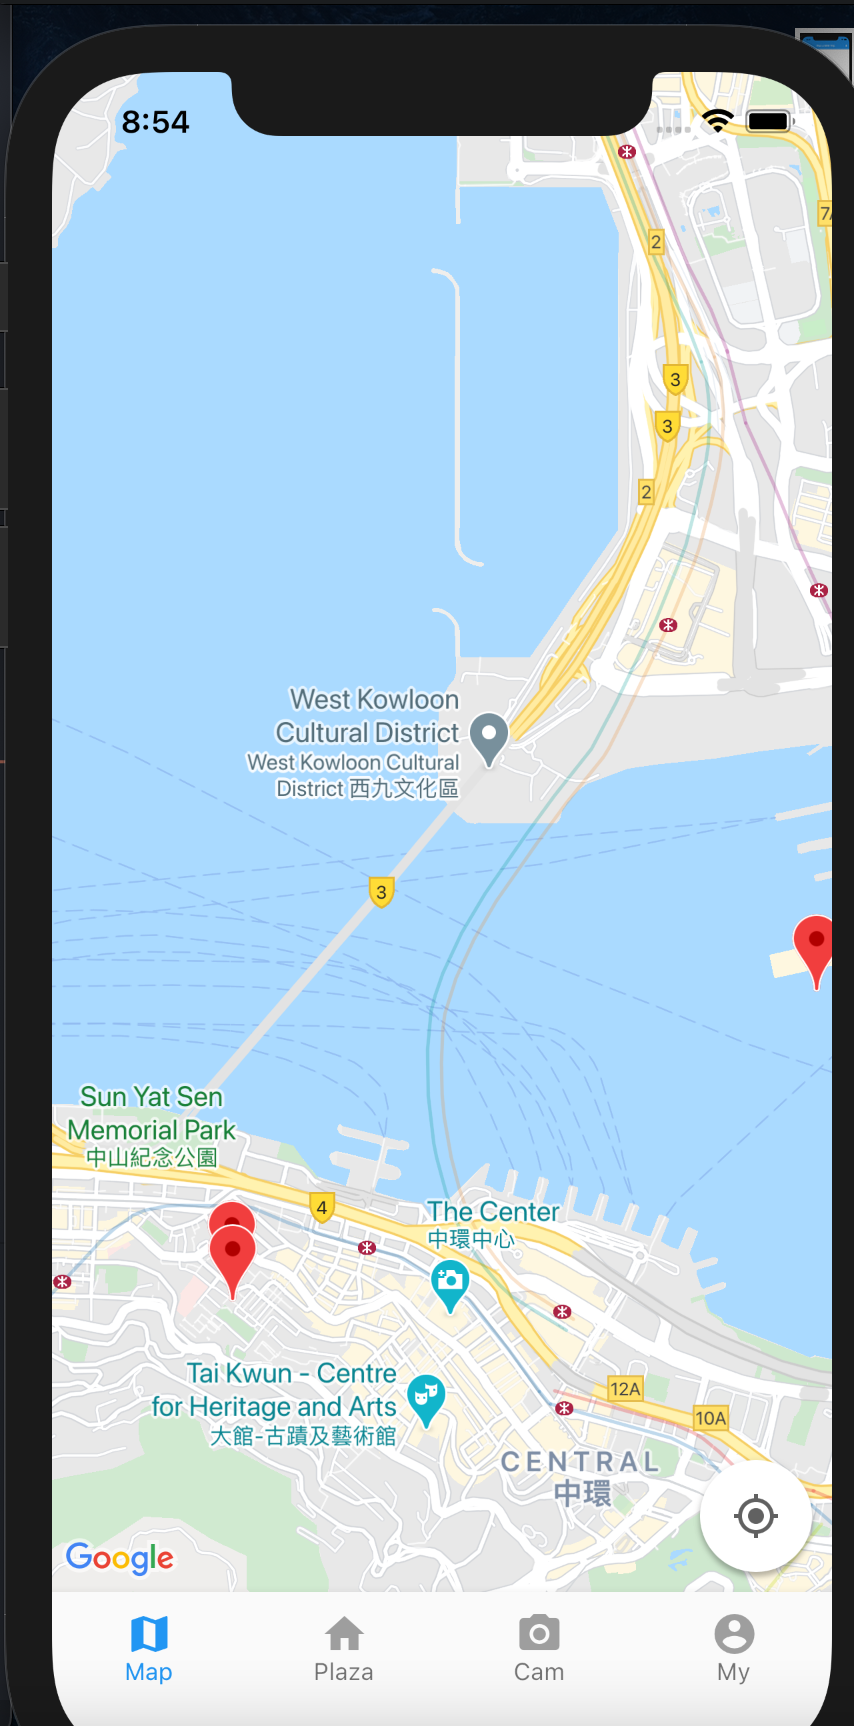 8:54
7
2
3
3
2
West Kowloon
Cultural District
West Kowloon Cultural
District 西九文化區
3
Sun Yat Sen
Memorial Park
中山紀念公園
4
The Center
中環中心
Tai Kwun - Centre
for Heritage and Arts
大館-古蹟及藝術館
12A
10A
CENTRAL
中環
Google
Map
Plaza
Cam
My